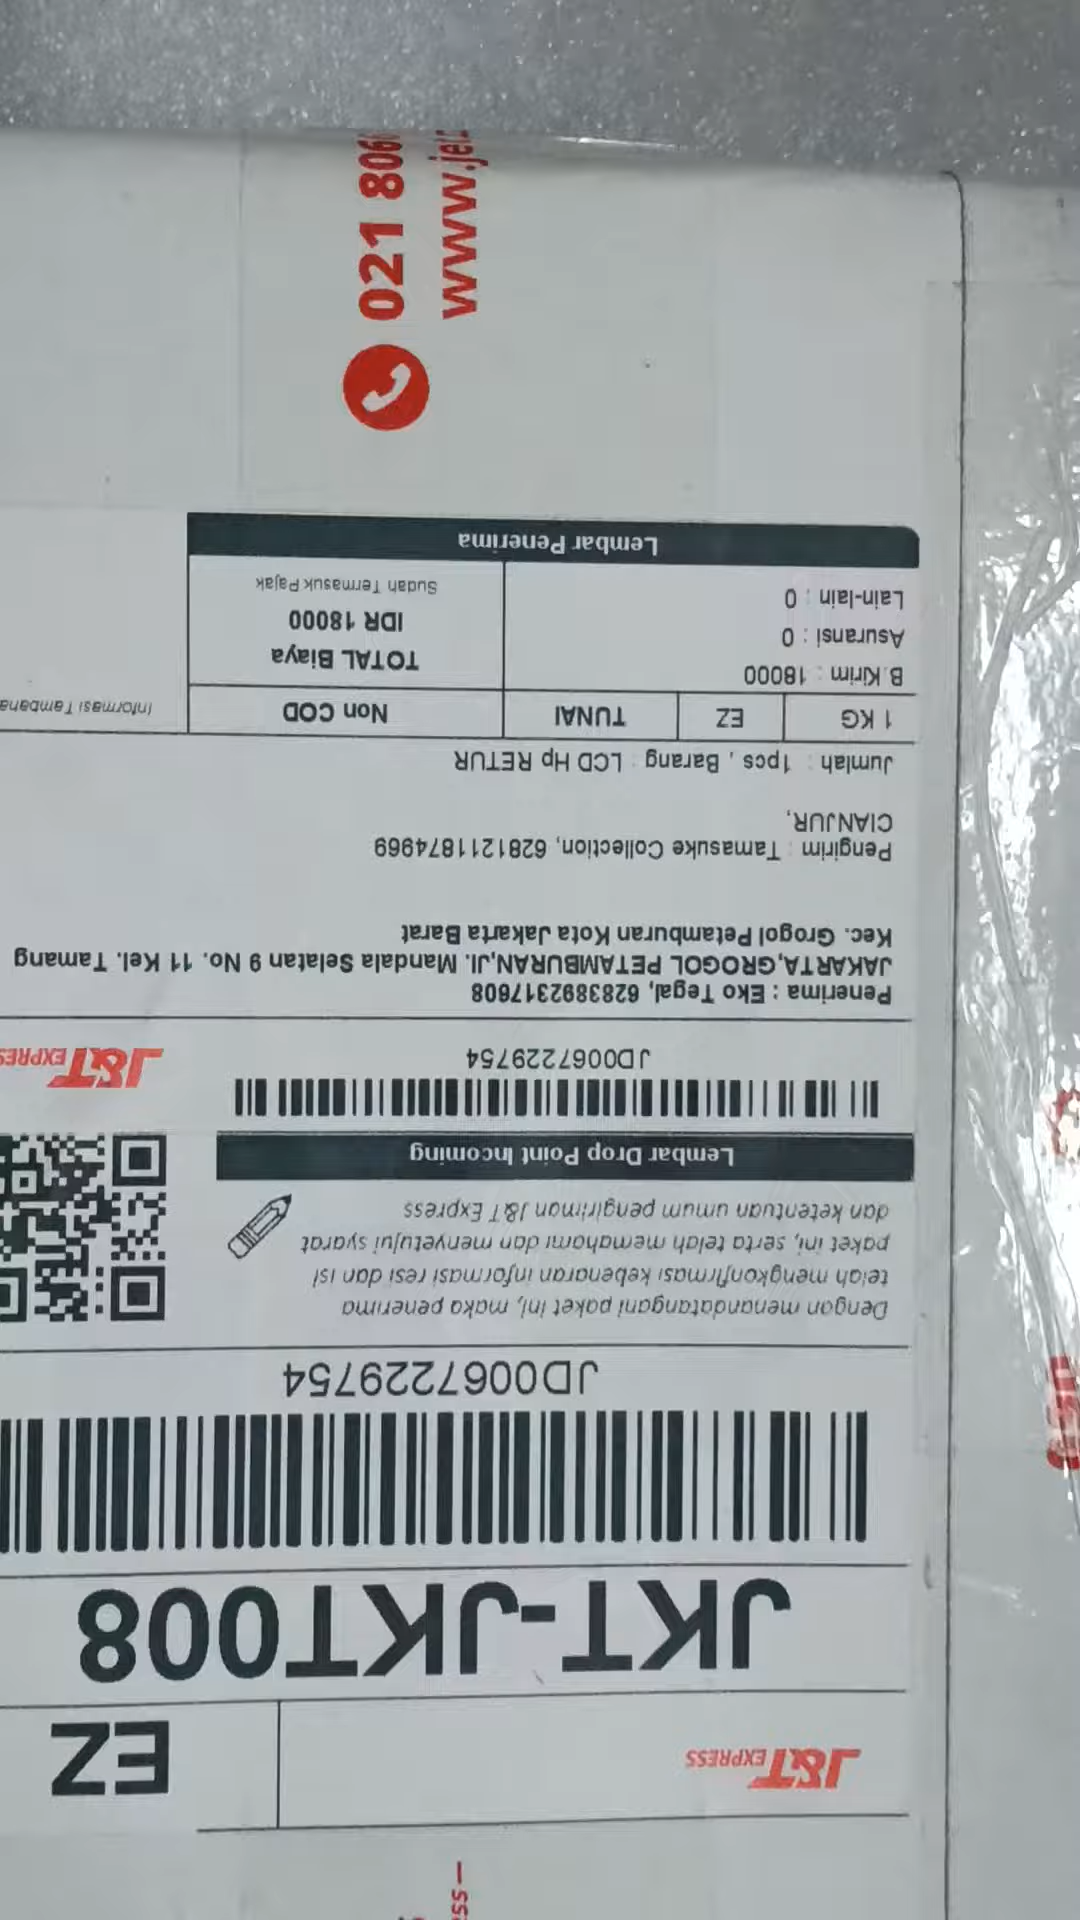 J&T EXPRESS
EZ
JKT-JKT008
JD0067229754
Dengan menandatangani paket ini, maka penerima
telah mengkonfirmasi kebenaran informasi resi dan isi
paket ini, serta telah memahami dan menyetujui syarat
dan ketentuan umum pengiriman J&T Express
Lembar Drop Point Incoming
JD0067229754
J&T EXPRES
Penerima : Eko Tegal, 6283892317608
JAKARTA,GROGOL PETAMBURAN,Jl. Mandala Selatan 9 No. 11 Kel. Tamang
Kec. Grogol Petamburan Kota Jakarta Barat
Pengirim : Tamasuke Collection, 6281211874969
CIANJUR,
Jumlah : 1pcs , Barang : LCD Hp RETUR
1 KG EZ TUNAI Non COD Informasi Tambaha
B.Kirim : 18000
Asuransi : 0
Lain-lain : 0
TOTAL Biaya
IDR 18000
Sudah Termasuk Pajak
Lembar Penerima
021 806
www.jet
ss